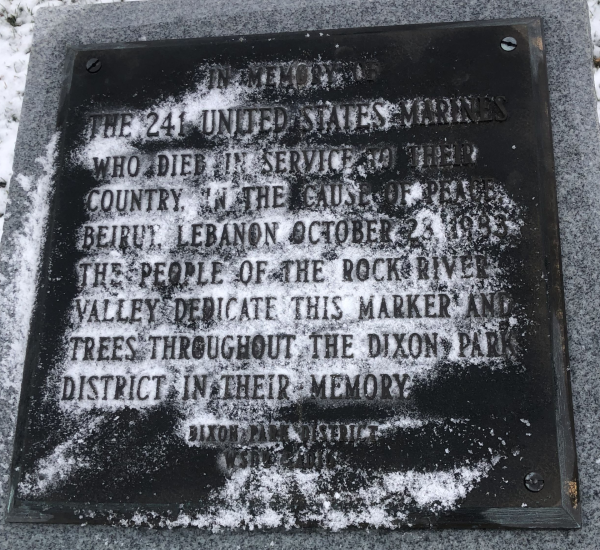 IN MEMORY OF
THE 241 UNITED STATES MARINES
WHO DIED IN SERVICE TO THEIR
COUNTRY, IN THE CAUSE OF PEACE,
BEIRUT, LEBANON OCTOBER 23, 1983
THE PEOPLE OF THE ROCK RIVER
VALLEY DEDICATE THIS MARKER AND
TREES THROUGHOUT THE DIXON PARK
DISTRICT IN THEIR MEMORY.
DIXON PARK DISTRICT